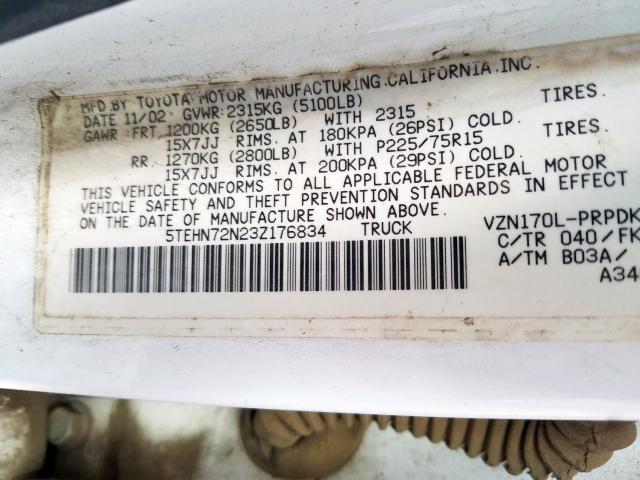 MFD.BY TOYOTA MOTOR MANUFACTURING,CALIFORNIA,INC.
DATE 11/02 GVWR:2315KG (5100LB)
GAWR FRT. 1200KG (2650LB) WITH 2315 TIRES.
15X7JJ RIMS. AT 180KPA (26PSI) COLD.
RR. 1270KG (2800LB) WITH P225/75R15 TIRES.
15X7JJ RIMS. AT 200KPA (29PSI) COLD.
THIS VEHICLE CONFORMS TO ALL APPLICABLE FEDERAL MOTOR
VEHICLE SAFETY AND THEFT PREVENTION STANDARDS IN EFFECT
ON THE DATE OF MANUFACTURE SHOWN ABOVE.
5TEHN72N23Z176834 TRUCK VZN170L-PRPDK
C/TR 040/FK
A/TM B03A/
A34